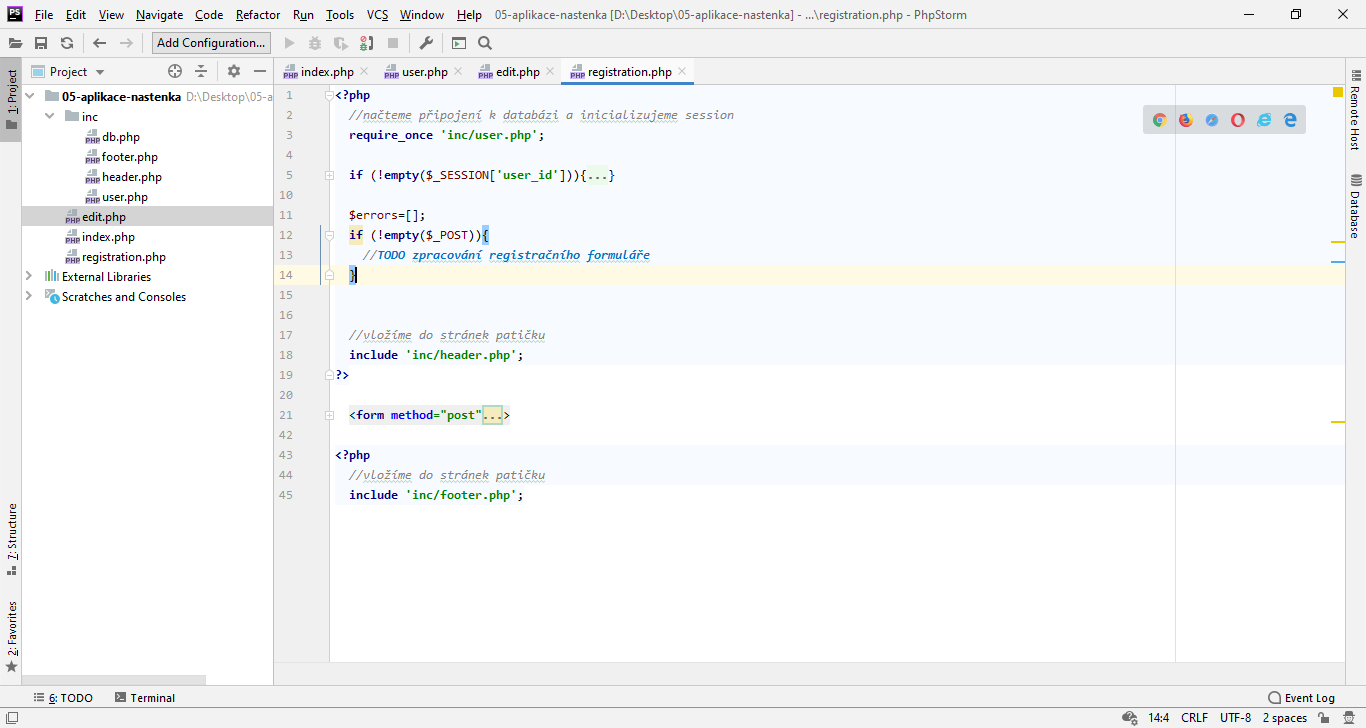 File Edit View Navigate Code Refactor Run Tools VCS Window Help 05-aplikace-nastenka [D:\Desktop\05-aplikace-nastenka] - ...\registration.php - PhpStorm
Add Configuration...
Project
index.php user.php edit.php registration.php
1: Project
7: Structure
2: Favorites
05-aplikace-nastenka D:\Desktop\05-a
inc
db.php
footer.php
header.php
user.php
edit.php
index.php
registration.php
External Libraries
Scratches and Consoles
1 <?php
2 //načteme připojení k databázi a inicializujeme session
3 require_once 'inc/user.php';
4
5 if (!empty($_SESSION['user_id'])){...}
10
11 $errors=[];
12 if (!empty($_POST)){
13 //TODO zpracování registračního formuláře
14 }
15
16
17 //vložíme do stránek patičku
18 include 'inc/header.php';
19 ?>
20
21 <form method="post"...>
42
43 <?php
44 //vložíme do stránek patičku
45 include 'inc/footer.php';
Remote Host
Database
6: TODO Terminal Event Log
14:4 CRLF UTF-8 2 spaces